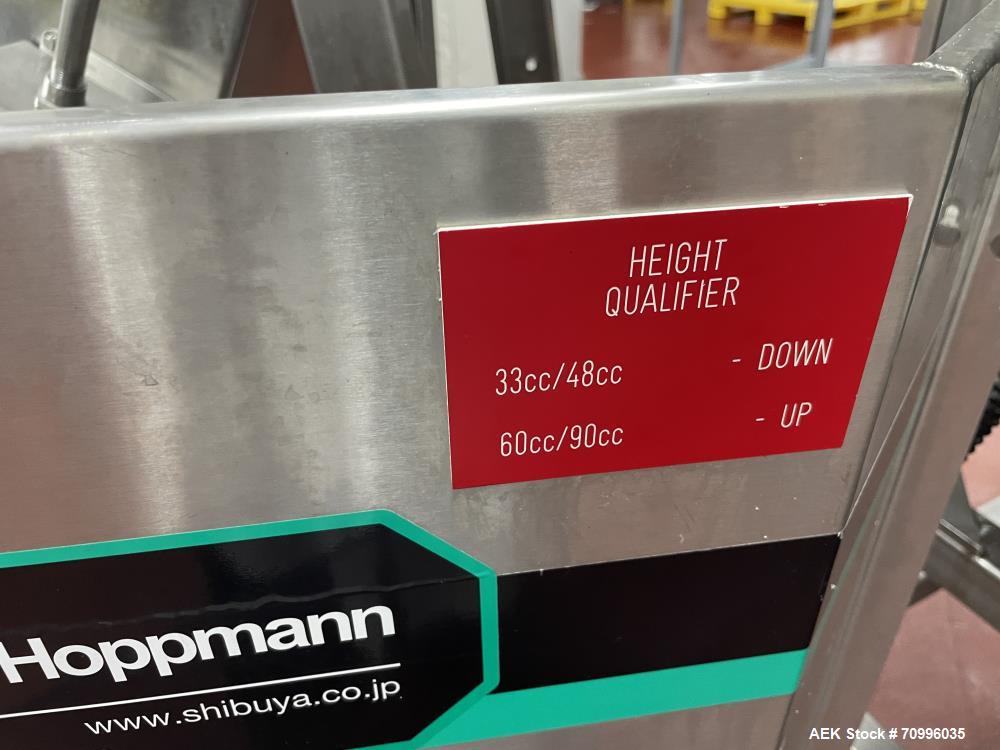 HEIGHT
QUALIFIER
33cc/48cc - DOWN
60cc/90cc - UP
Hoppmann
www.shibuya.co.jp
AEK Stock # 70996035